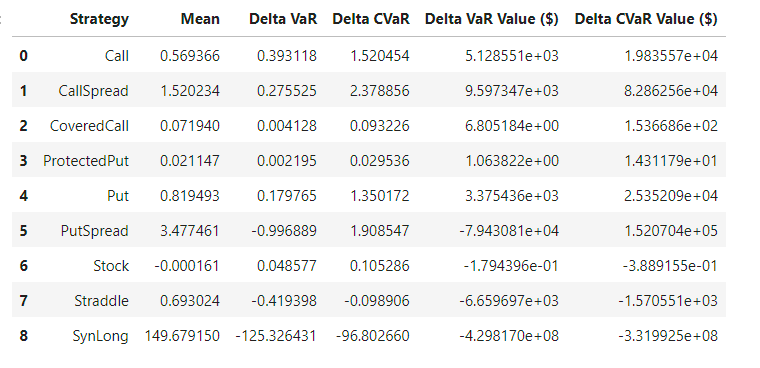 Strategy Mean Delta VaR Delta CVaR Delta VaR Value ($) Delta CVaR Value ($)
0 Call 0.569366 0.393118 1.520454 5.128551e+03 1.983557e+04
1 CallSpread 1.520234 0.275525 2.378856 9.597347e+03 8.286256e+04
2 CoveredCall 0.071940 0.004128 0.093226 6.805184e+00 1.536686e+02
3 ProtectedPut 0.021147 0.002195 0.029536 1.063822e+00 1.431179e+01
4 Put 0.819493 0.179765 1.350172 3.375436e+03 2.535209e+04
5 PutSpread 3.477461 -0.996889 1.908547 -7.943081e+04 1.520704e+05
6 Stock -0.000161 0.048577 0.105286 -1.794396e-01 -3.889155e-01
7 Straddle 0.693024 -0.419398 -0.098906 -6.659697e+03 -1.570551e+03
8 SynLong 149.679150 -125.326431 -96.802660 -4.298170e+08 -3.319925e+08